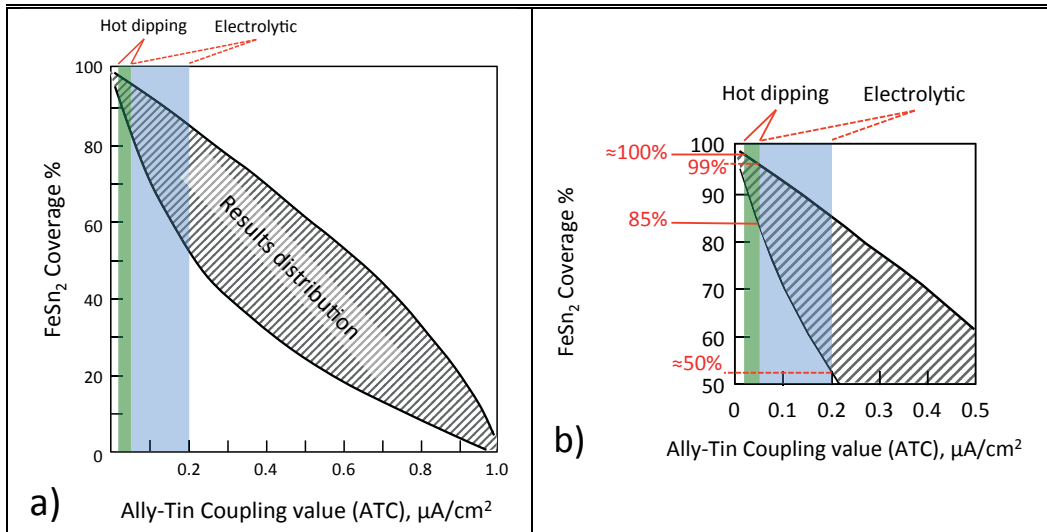 Hot dipping
Electrolytic
100
80
60
40
20
0
0.2
0.4
0.6
0.8
1.0
FeSn₂ Coverage %
Results distribution
Ally-Tin Coupling value (ATC), µA/cm²
a)
Hot dipping
Electrolytic
≈100%
99%
85%
≈50%
100
90
80
70
60
50
0
0.1
0.2
0.3
0.4
0.5
FeSn₂ Coverage %
Ally-Tin Coupling value (ATC), µA/cm²
b)